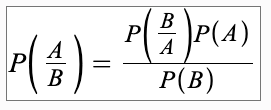 P(A/B) = P(B/A)P(A) / P(B)